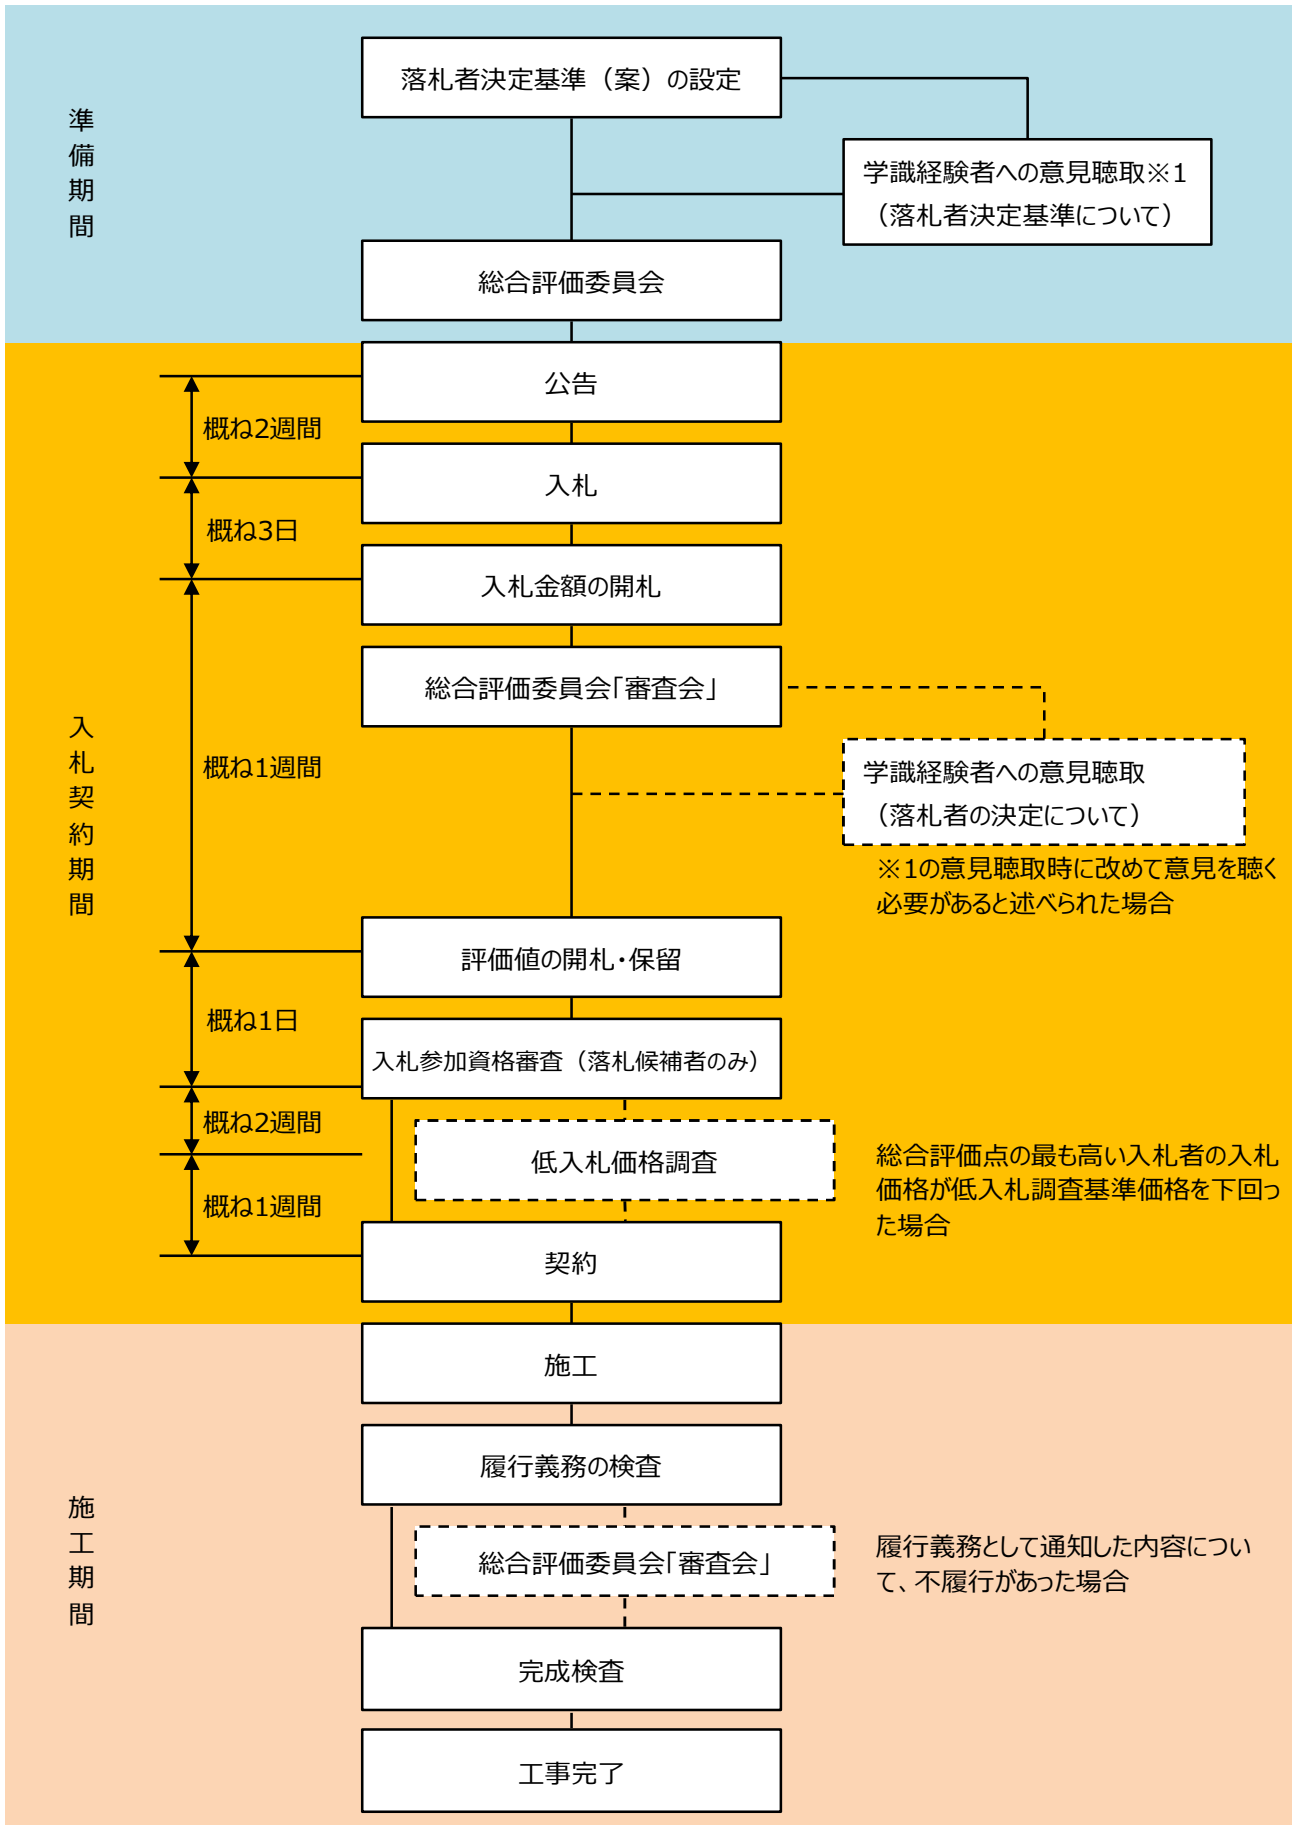 準備期間
落札者決定基準（案）の設定
学識経験者への意見聴取※1
（落札者決定基準について）
総合評価委員会
入札契約期間
公告
概ね2週間
入札
概ね3日
入札金額の開札
総合評価委員会「審査会」
概ね1週間
学識経験者への意見聴取
（落札者の決定について）
※1の意見聴取時に改めて意見を聴く
必要があると述べられた場合
評価値の開札・保留
概ね1日
入札参加資格審査（落札候補者のみ）
概ね2週間
低入札価格調査
総合評価点の最も高い入札者の入札
価格が低入札調査基準価格を下回っ
た場合
概ね1週間
契約
施工期間
施工
履行義務の検査
総合評価委員会「審査会」
履行義務として通知した内容につい
て、不履行があった場合
完成検査
工事完了